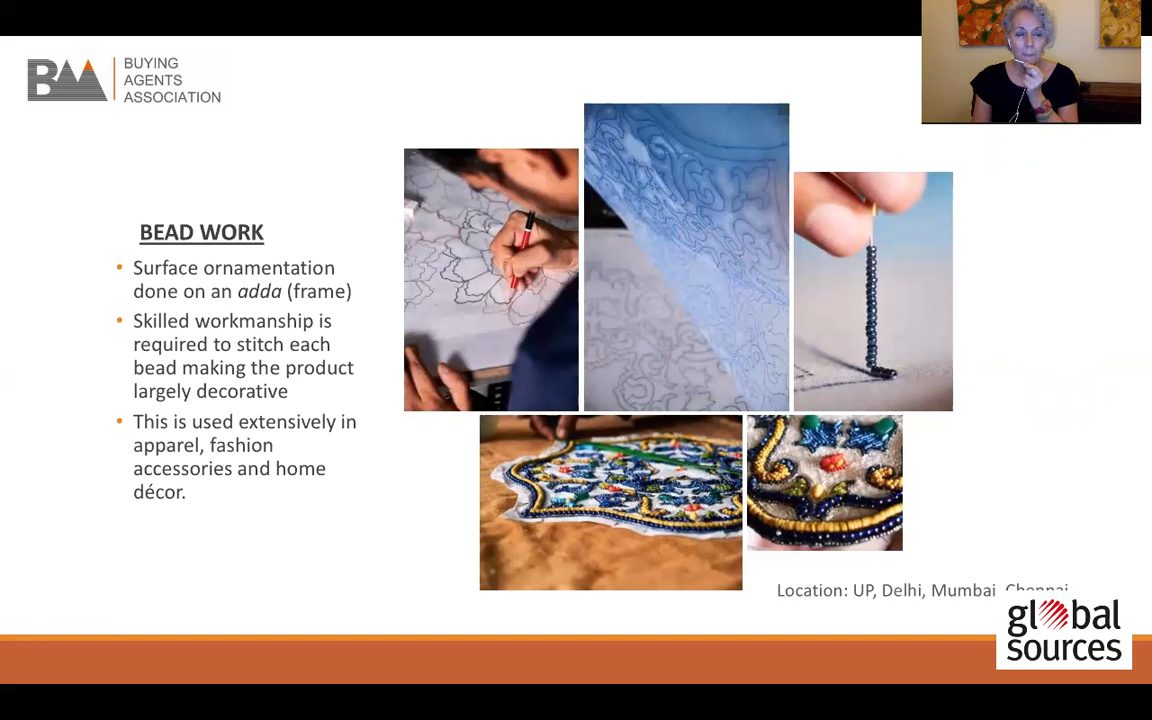 BAA
BUYING
AGENTS
ASSOCIATION
BEAD WORK
• Surface ornamentation
done on an adda (frame)
• Skilled workmanship is
required to stitch each
bead making the product
largely decorative
• This is used extensively in
apparel, fashion
accessories and home
décor.
Location: UP, Delhi, Mumbai, Chennai
global
sources